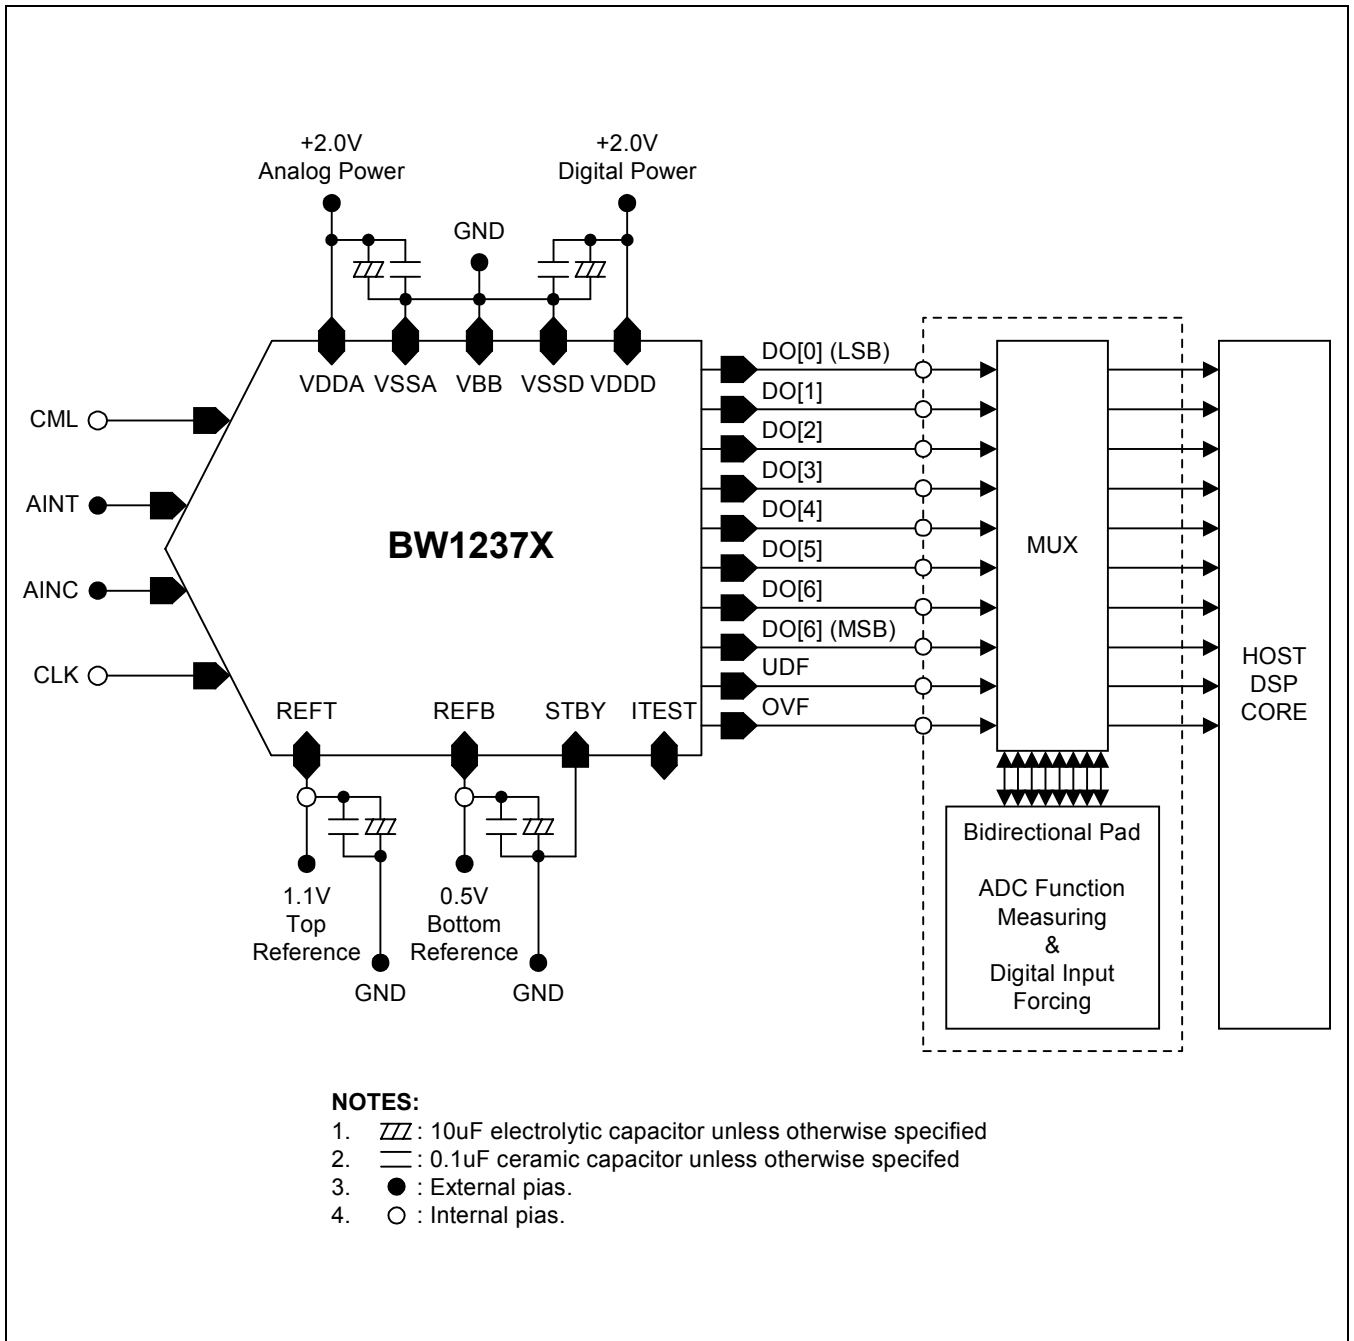 +2.0V
Analog Power
+2.0V
Digital Power
GND
VDDA VSSA VBB VSSD VDDD
CML
AINT
AINC
CLK
BW1237X
REFT REFB STBY ITEST
DO[0] (LSB)
DO[1]
DO[2]
DO[3]
DO[4]
DO[5]
DO[6]
DO[6] (MSB)
UDF
OVF
MUX
HOST
DSP
CORE
Bidirectional Pad
ADC Function
Measuring
&
Digital Input
Forcing
1.1V
Top
Reference
GND
0.5V
Bottom
Reference
GND
NOTES:
1. : 10uF electrolytic capacitor unless otherwise specified
2. : 0.1uF ceramic capacitor unless otherwise specifed
3. : External pias.
4. : Internal pias.